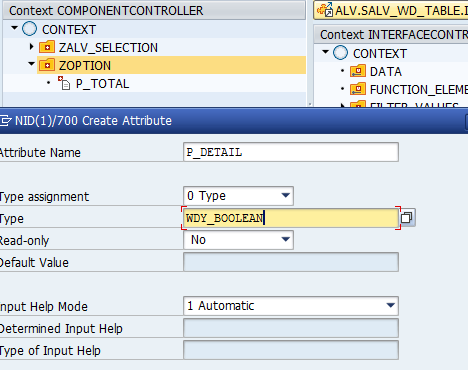 Context COMPONENTCONTROLLER
CONTEXT
ZALV_SELECTION
ZOPTION
P_TOTAL
ALV.SALV_WD_TABLE.I
Context INTERFACECONTR
CONTEXT
DATA
FUNCTION_ELEME
FILTER_VALUES
NID(1)/700 Create Attribute
Attribute Name P_DETAIL
Type assignment 0 Type
Type WDY_BOOLEAN
Read-only No
Default Value
Input Help Mode 1 Automatic
Determined Input Help
Type of Input Help